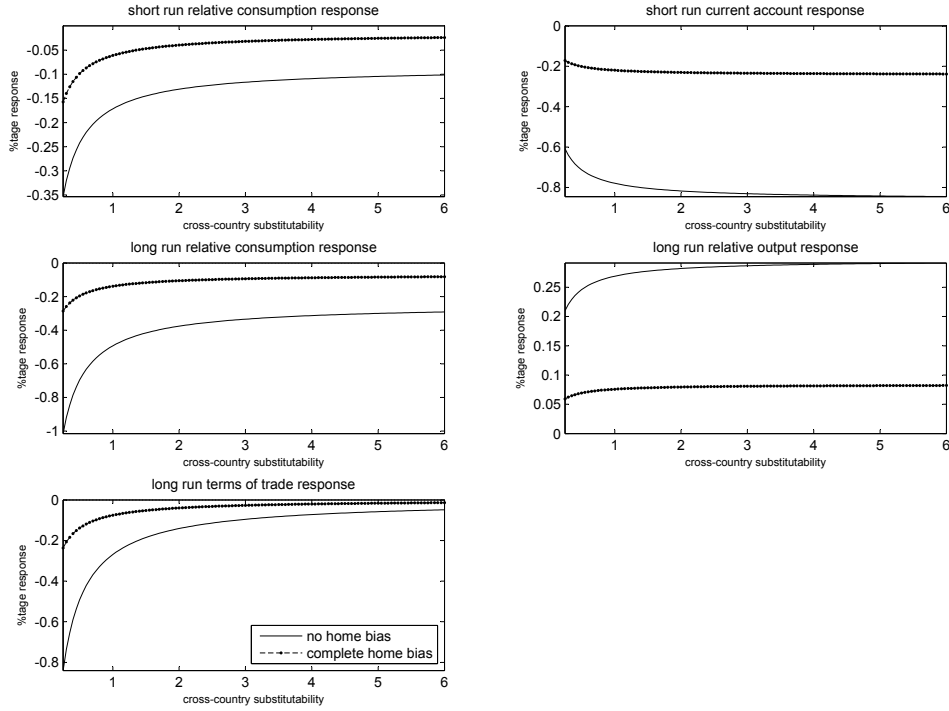 short run relative consumption response
-0.05
-0.1
-0.15
-0.2
-0.25
-0.3
-0.35
%tage response
1 2 3 4 5 6
cross-country substitutability
short run current account response
0
-0.2
-0.4
-0.6
-0.8
%tage response
1 2 3 4 5 6
cross-country substitutability
long run relative consumption response
0
-0.2
-0.4
-0.6
-0.8
-1
%tage response
1 2 3 4 5 6
cross-country substitutability
long run relative output response
0.25
0.2
0.15
0.1
0.05
0
%tage response
1 2 3 4 5 6
cross-country substitutability
long run terms of trade response
0
-0.2
-0.4
-0.6
-0.8
%tage response
no home bias
complete home bias
1 2 3 4 5 6
cross-country substitutability